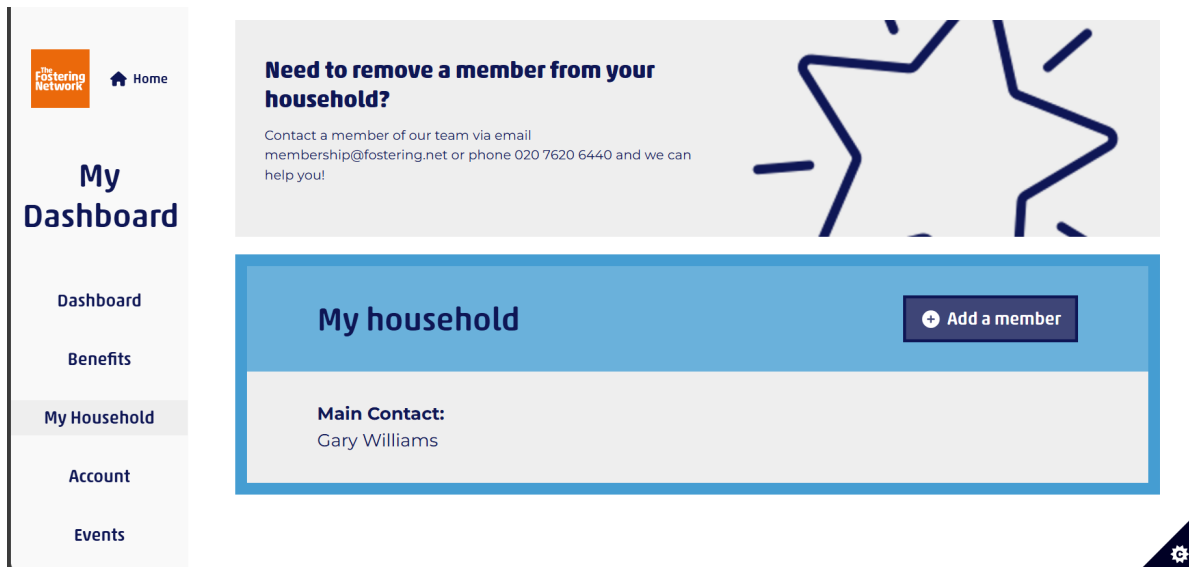 The
Fostering
Network
Home
My
Dashboard
Dashboard
Benefits
My Household
Account
Events
Need to remove a member from your
household?
Contact a member of our team via email
membership@fostering.net or phone 020 7620 6440 and we can
help you!
My household
Add a member
Main Contact:
Gary Williams
C